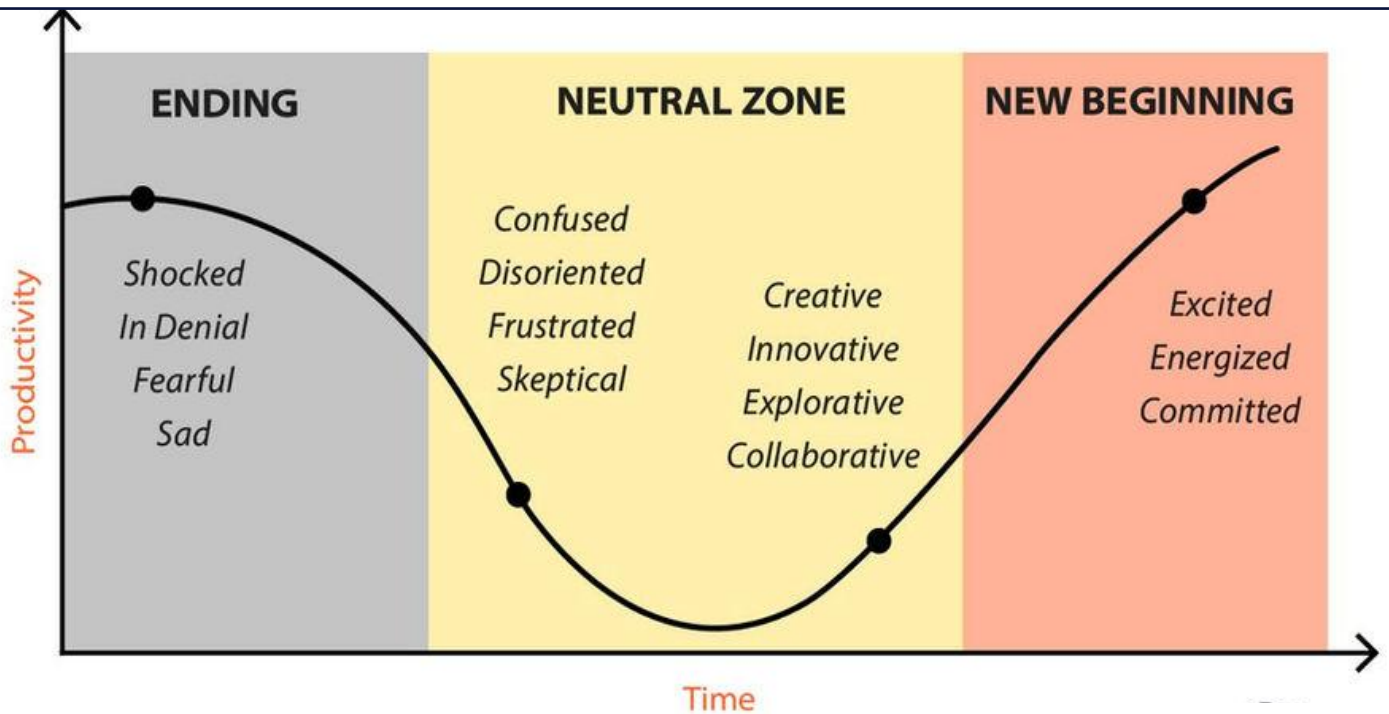 ENDING
NEUTRAL ZONE
NEW BEGINNING
Productivity
Shocked
In Denial
Fearful
Sad
Confused
Disoriented
Frustrated
Skeptical
Creative
Innovative
Explorative
Collaborative
Excited
Energized
Committed
Time